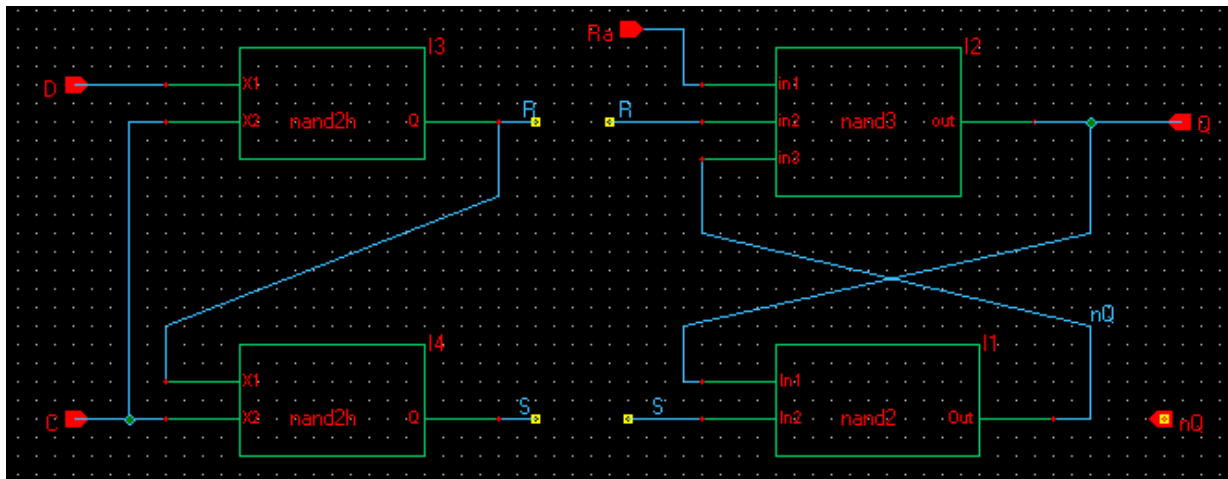 I3
D
X1
X2
nand2h
Q
R
I4
C
X1
X2
nand2h
Q
S
Ra
I2
in1
R
in2
in3
nand3
out
Q
nQ
I1
In1
S
In2
nand2
Out
nQ